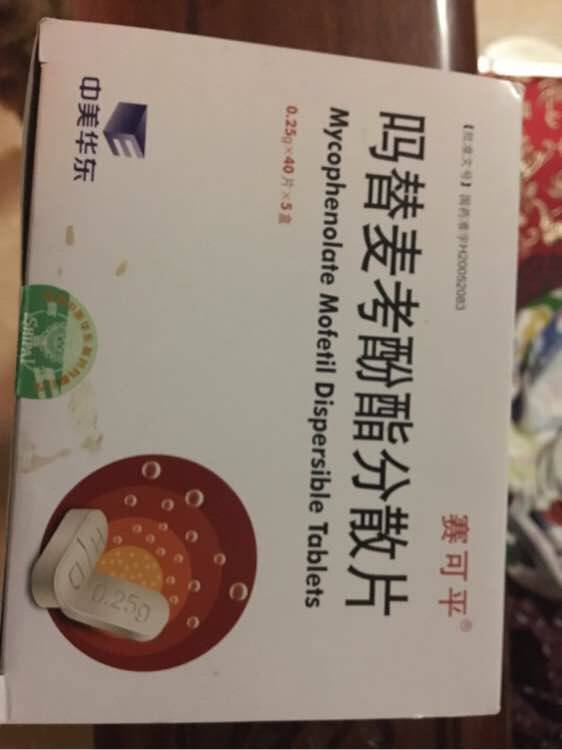 【批准文号】国药准字H20052083
赛可平®
吗替麦考酚酯分散片
Mycophenolate Mofetil Dispersible Tablets
0.25g×40片×5盒
中美华东
0.25g